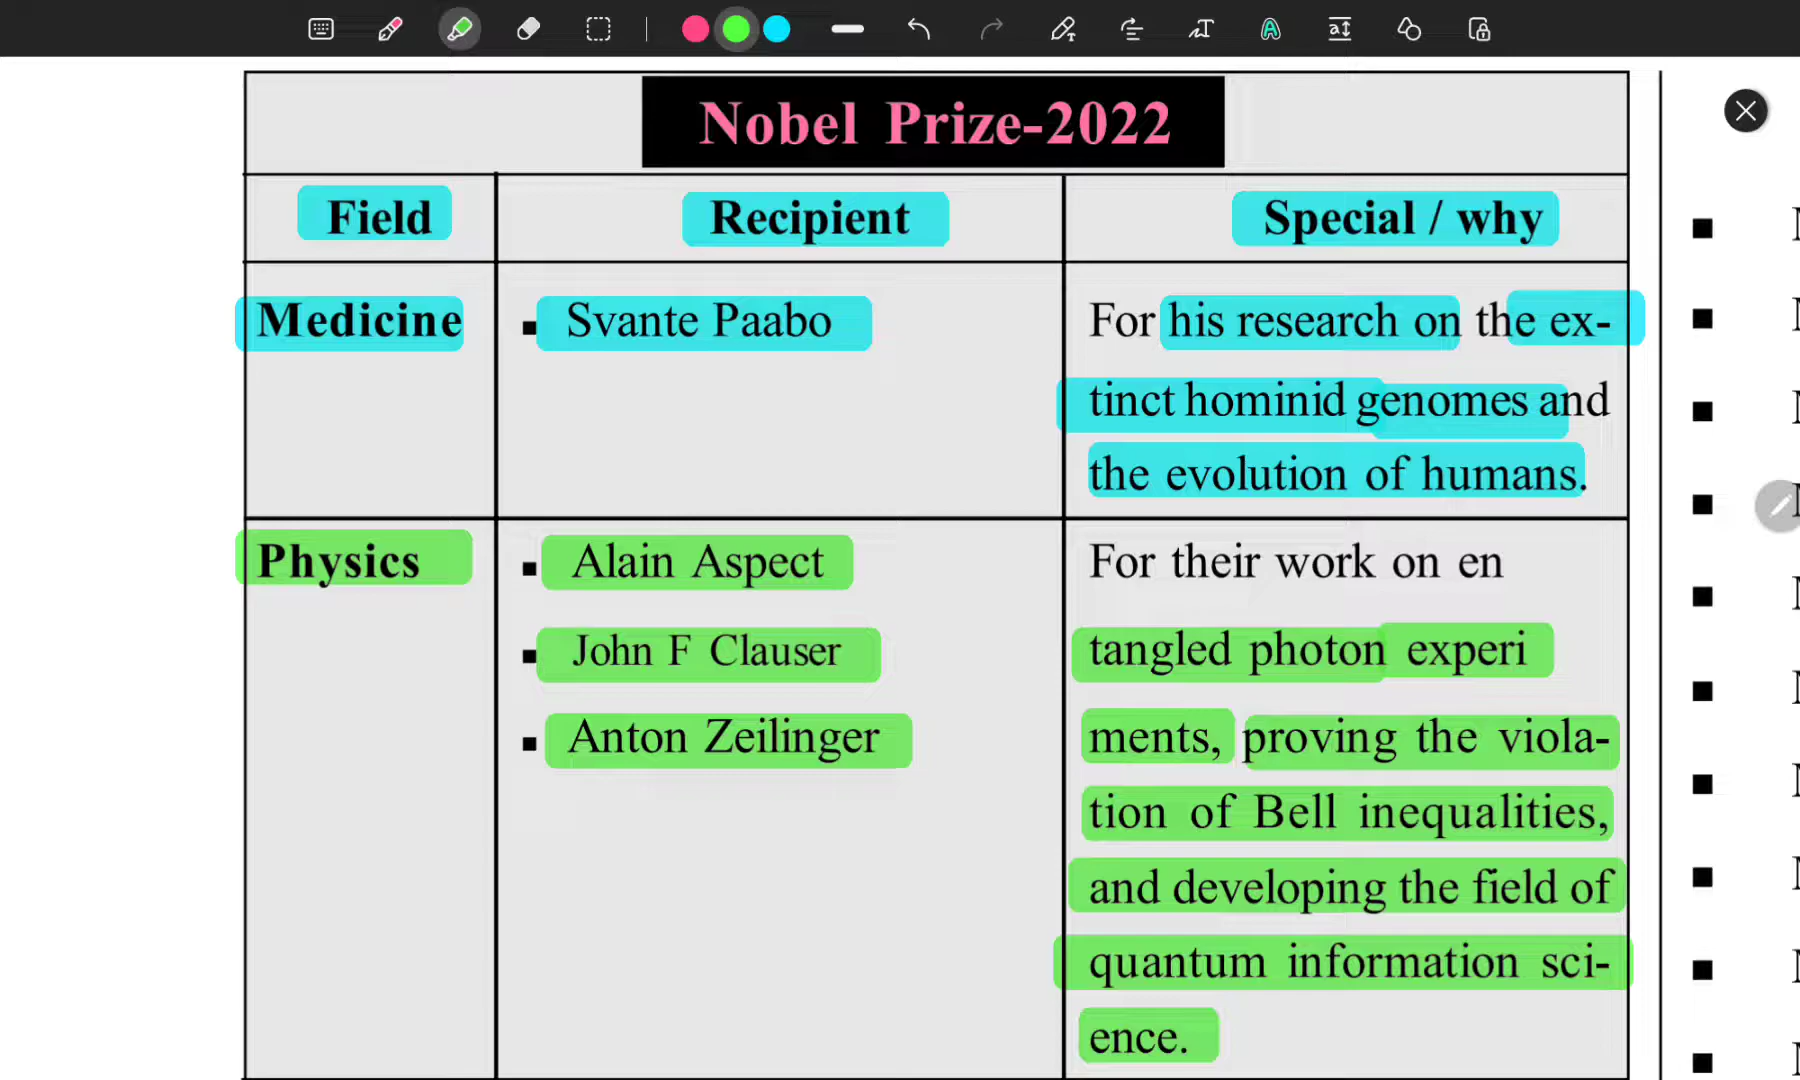 Nobel Prize-2022
Field Recipient Special / why
Medicine ▪ Svante Paabo For his research on the ex-
tinct hominid genomes and
the evolution of humans.
Physics ▪ Alain Aspect For their work on en
▪ John F Clauser tangled photon experi
▪ Anton Zeilinger ments, proving the viola-
tion of Bell inequalities,
and developing the field of
quantum information sci-
ence.